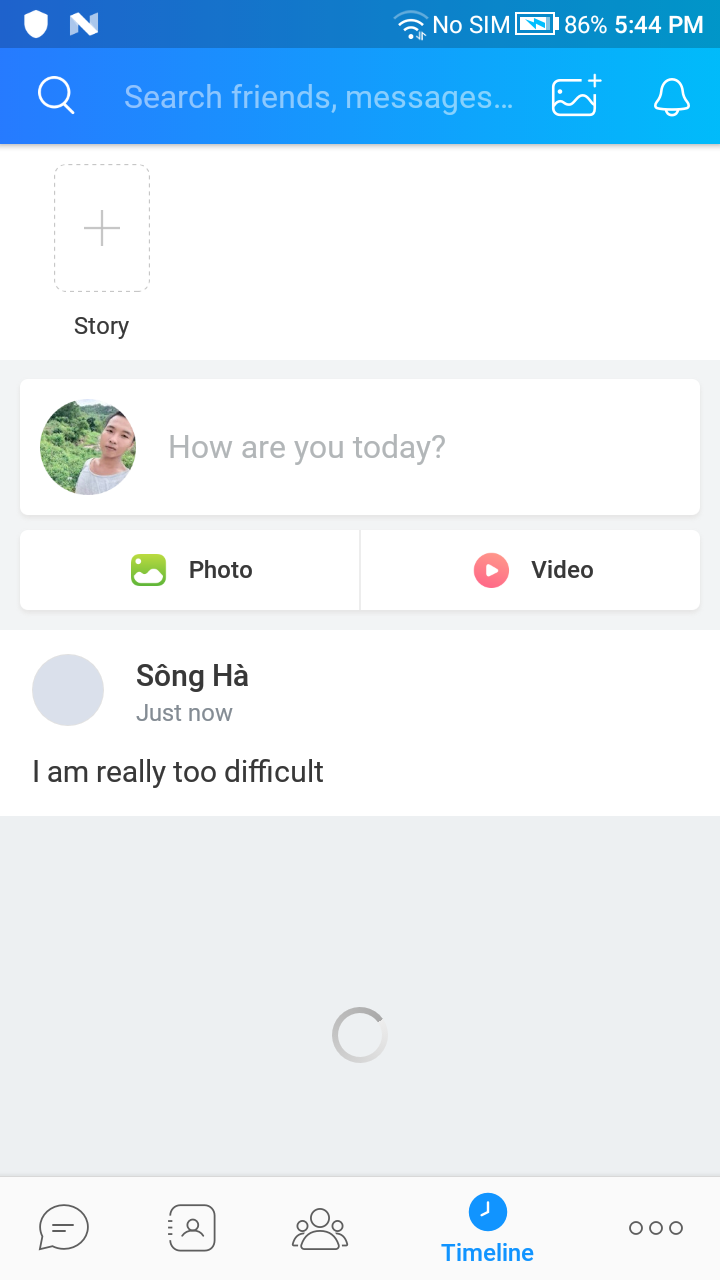 No SIM 86% 5:44 PM
Search friends, messages...
Story
How are you today?
Photo
Video
Sông Hà
Just now
I am really too difficult
Timeline